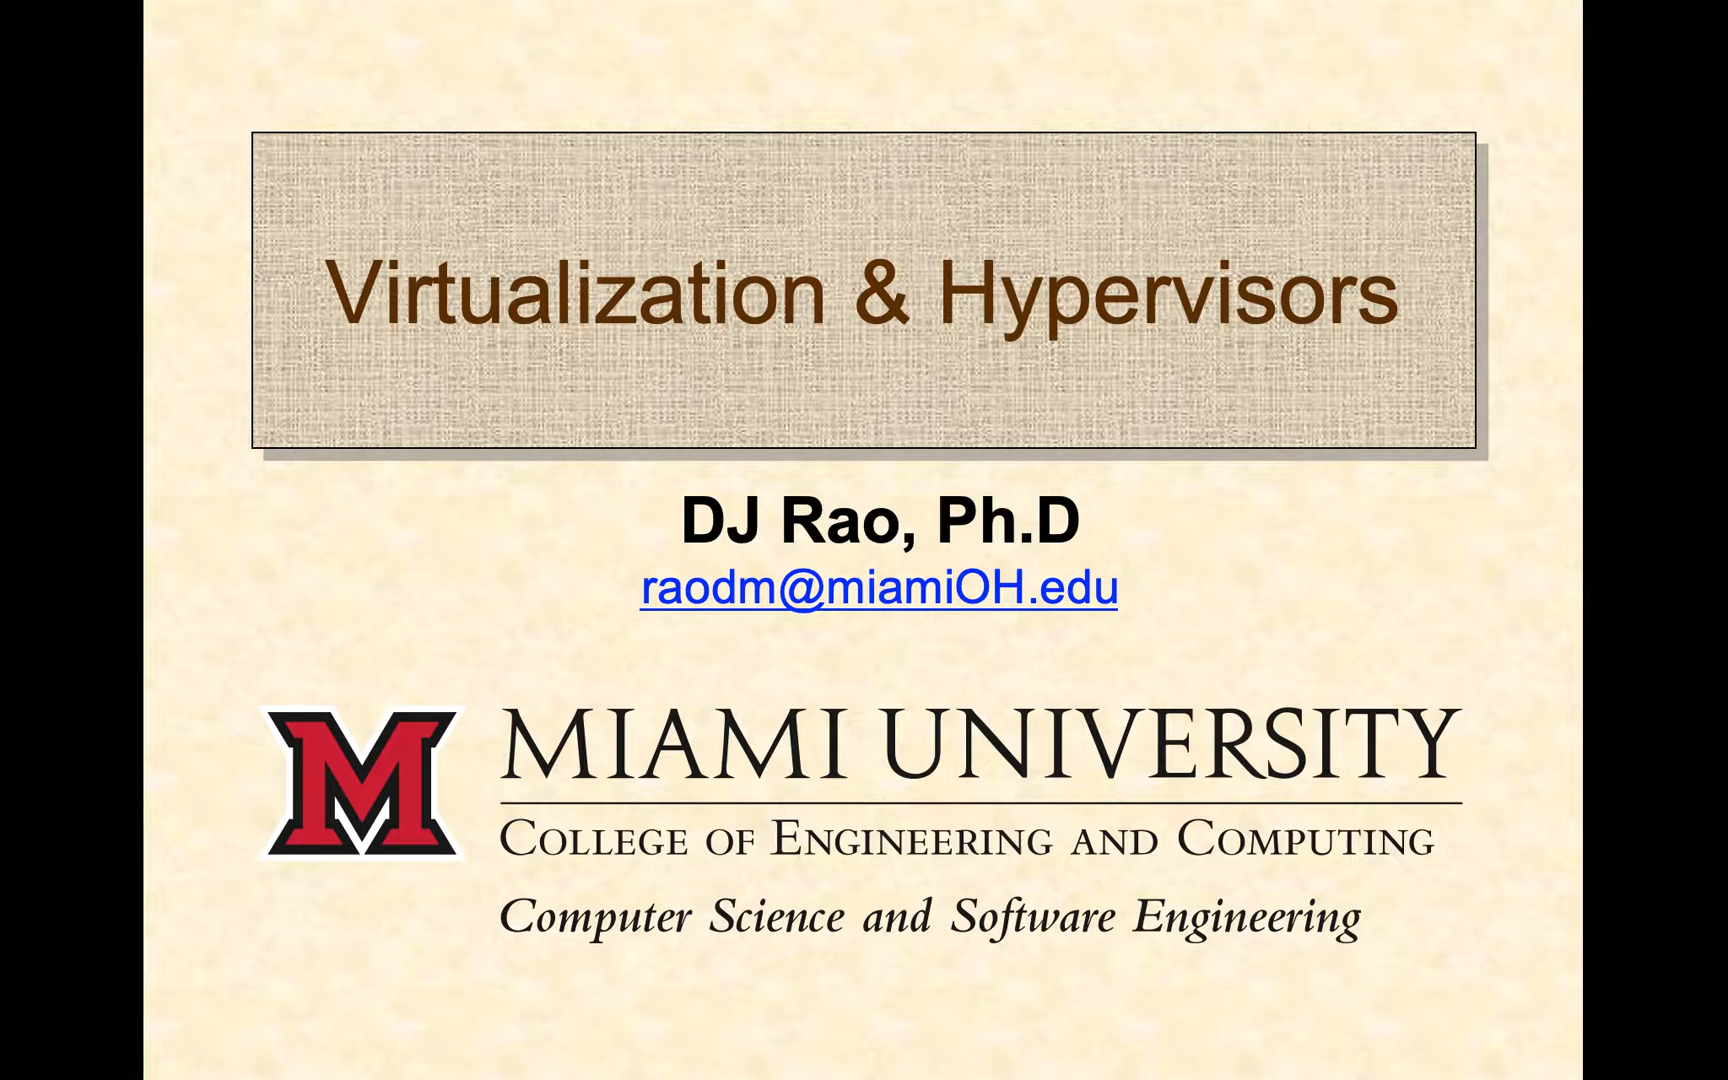 Virtualization & Hypervisors
DJ Rao, Ph.D
raodm@miamiOH.edu
M
MIAMI UNIVERSITY
COLLEGE OF ENGINEERING AND COMPUTING
Computer Science and Software Engineering